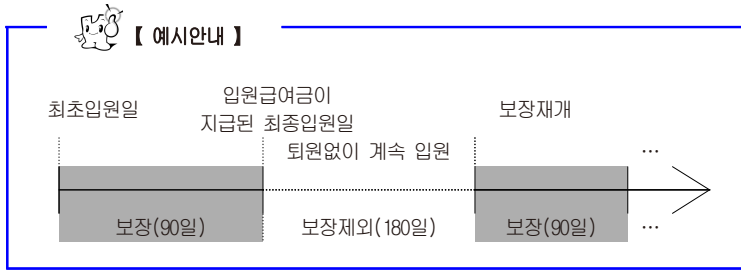 【 예시안내 】
최초입원일
입원급여금이
지급된 최종입원일
보장재개
퇴원없이 계속 입원
…
보장(90일)
보장제외(180일)
보장(90일)
…